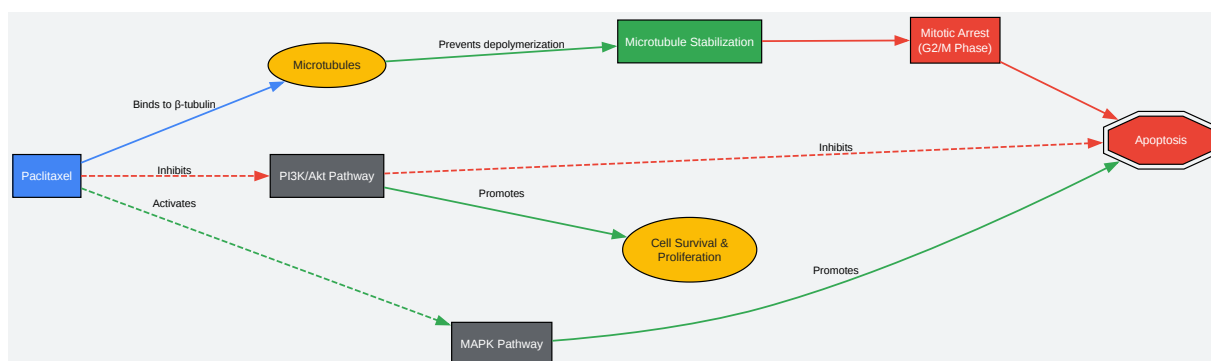 Mitotic Arrest
(G2/M Phase)
Prevents depolymerization
Microtubule Stabilization
Microtubules
Binds to β-tubulin
Apoptosis
Inhibits
Paclitaxel
Inhibits
PI3K/Akt Pathway
Promotes
Activates
Cell Survival &
Proliferation
Promotes
MAPK Pathway